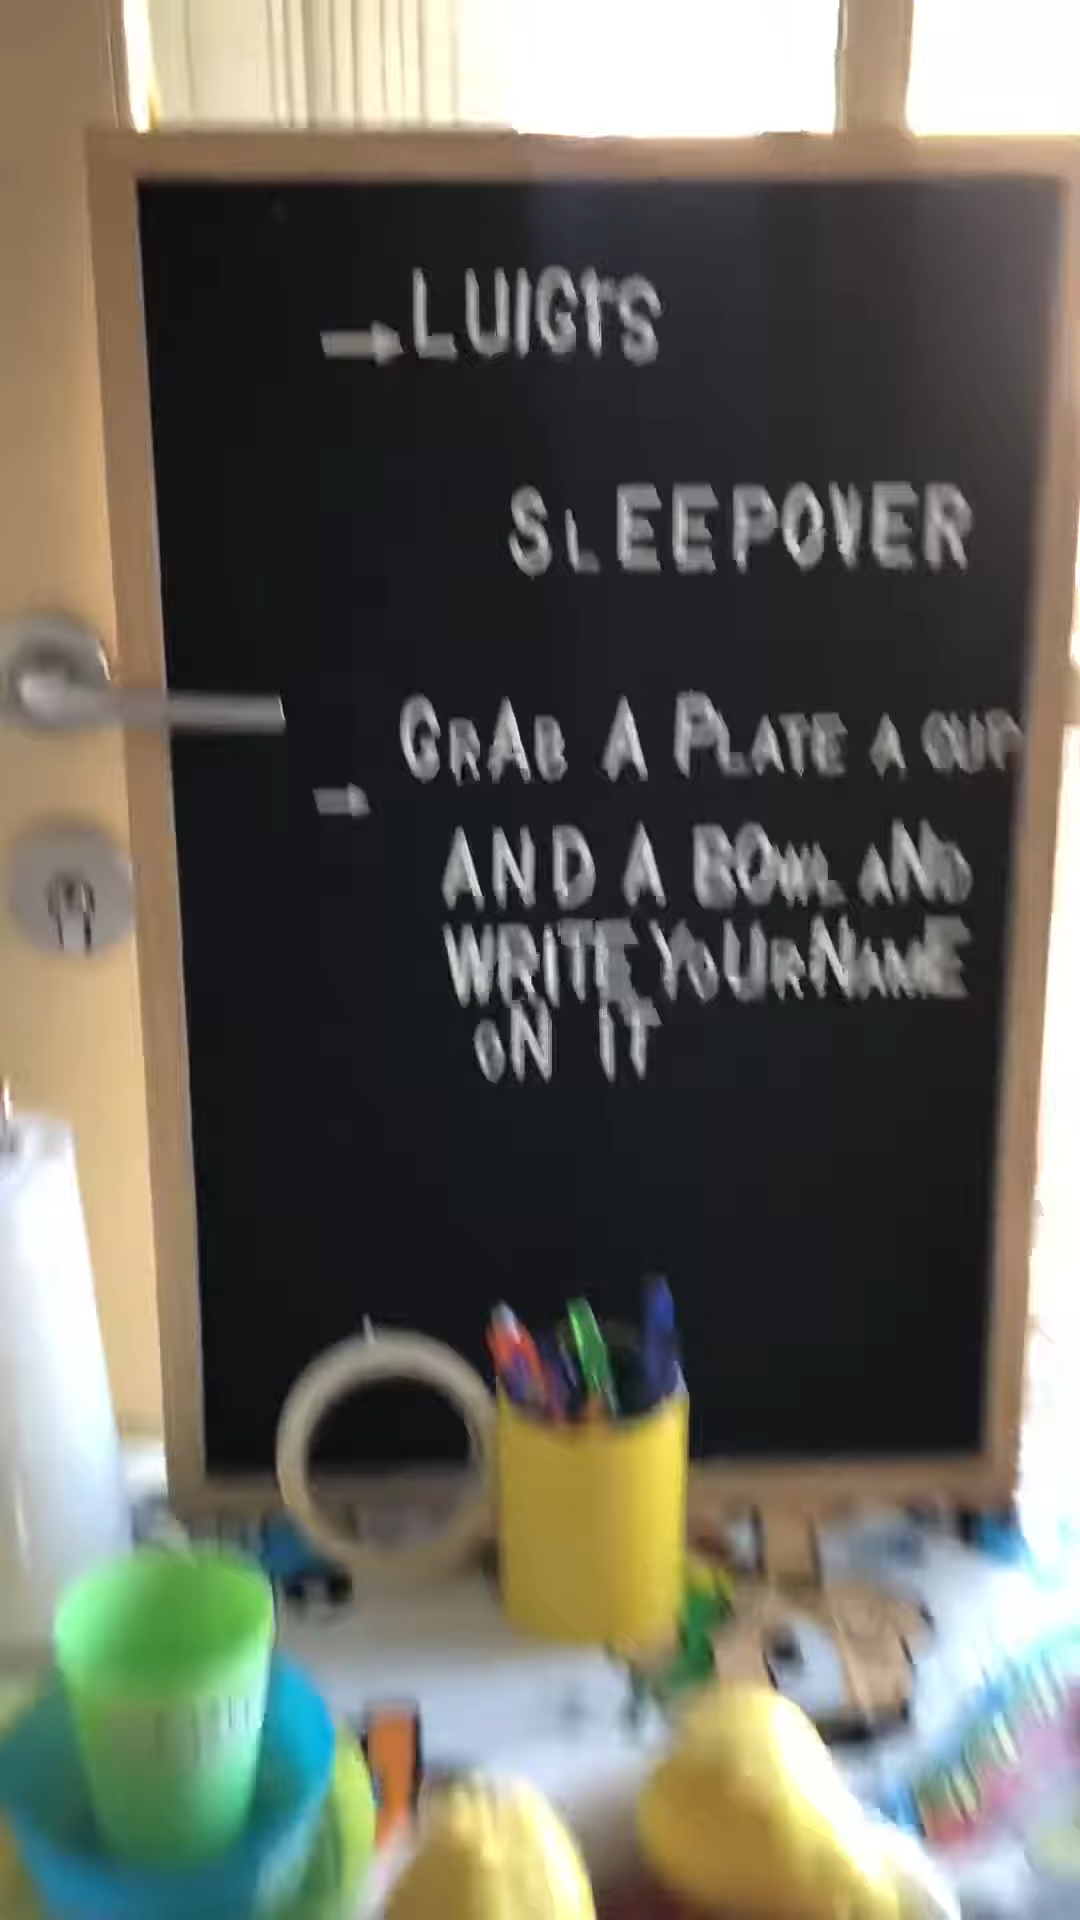 →LUIGI'S
SLEEPOVER
→ GRAB A PLATE A CUP
AND A BOWL AND
WRITE YOUR NAME
ON IT